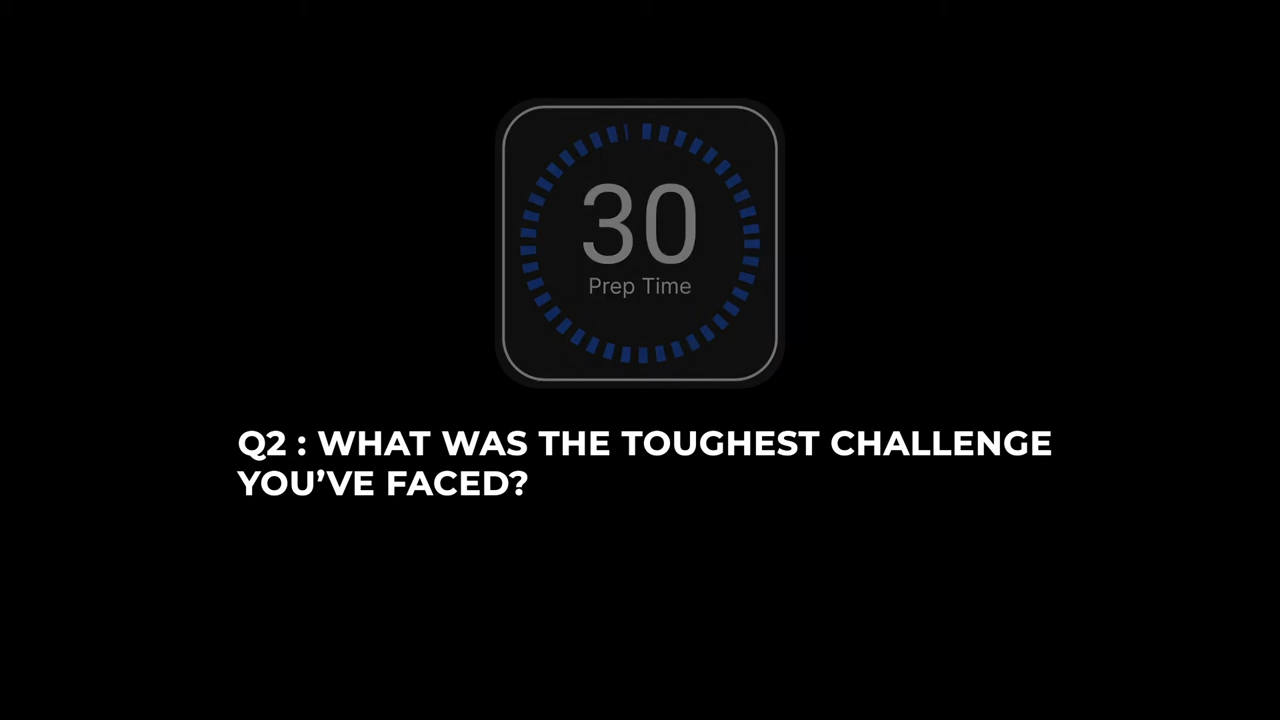 30
Prep Time
Q2 : WHAT WAS THE TOUGHEST CHALLENGE
YOU’VE FACED?